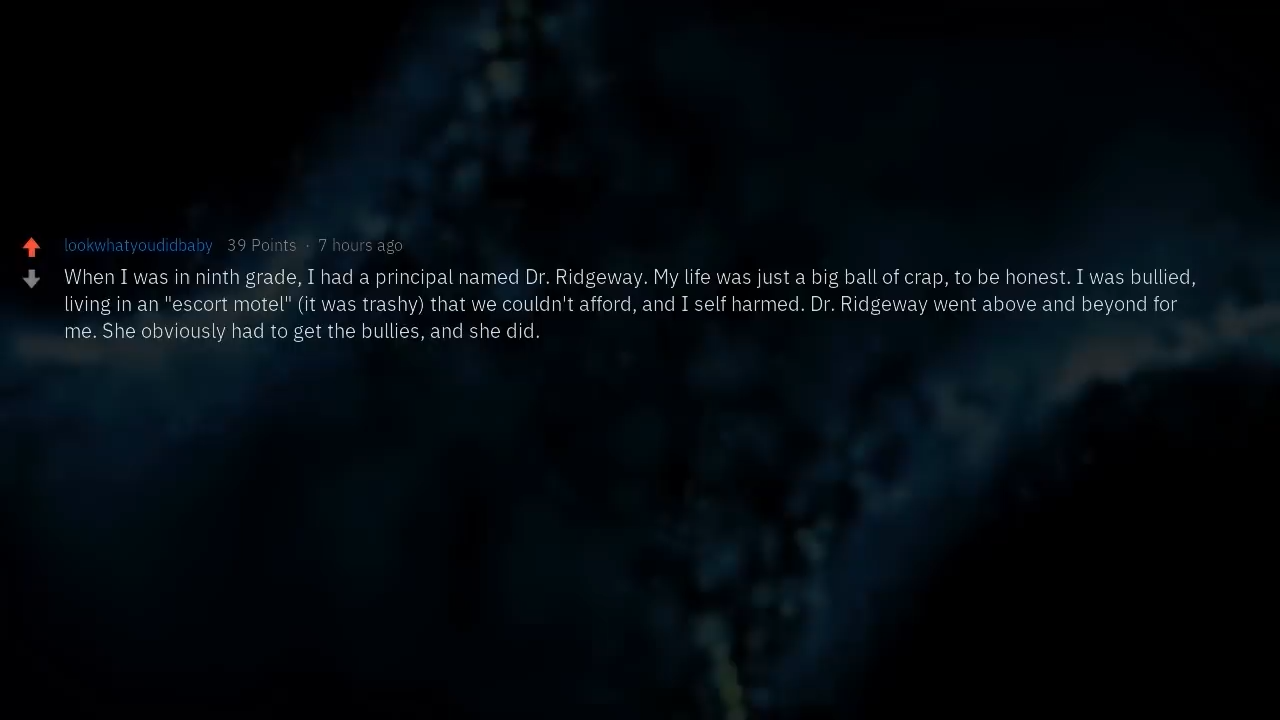 lookwhatyoudidbaby 39 Points · 7 hours ago
When I was in ninth grade, I had a principal named Dr. Ridgeway. My life was just a big ball of crap, to be honest. I was bullied,
living in an "escort motel" (it was trashy) that we couldn't afford, and I self harmed. Dr. Ridgeway went above and beyond for
me. She obviously had to get the bullies, and she did.